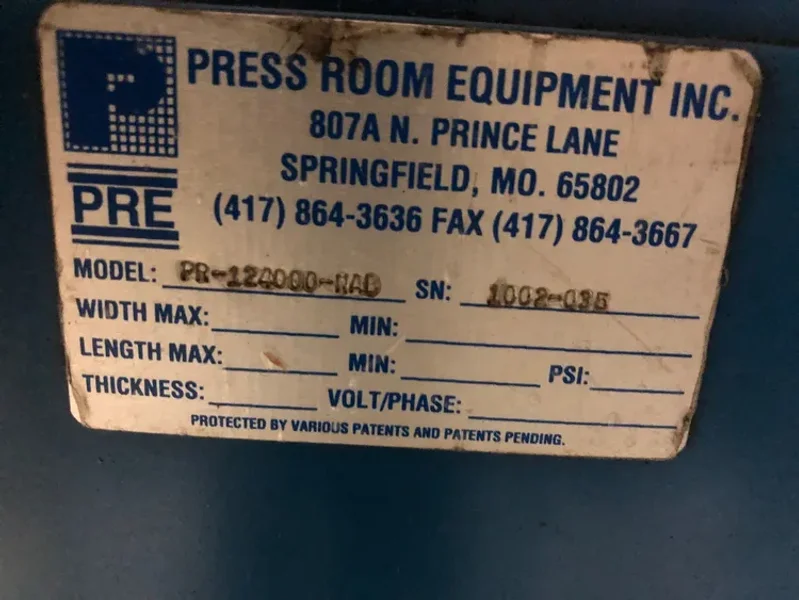 PRESS ROOM EQUIPMENT INC.
807A N. PRINCE LANE
SPRINGFIELD, MO. 65802
PRE
(417) 864-3636 FAX (417) 864-3667
MODEL: PR-124000-RAD SN: 1002-035
WIDTH MAX: MIN:
LENGTH MAX: MIN: PSI:
THICKNESS: VOLT/PHASE:
PROTECTED BY VARIOUS PATENTS AND PATENTS PENDING.